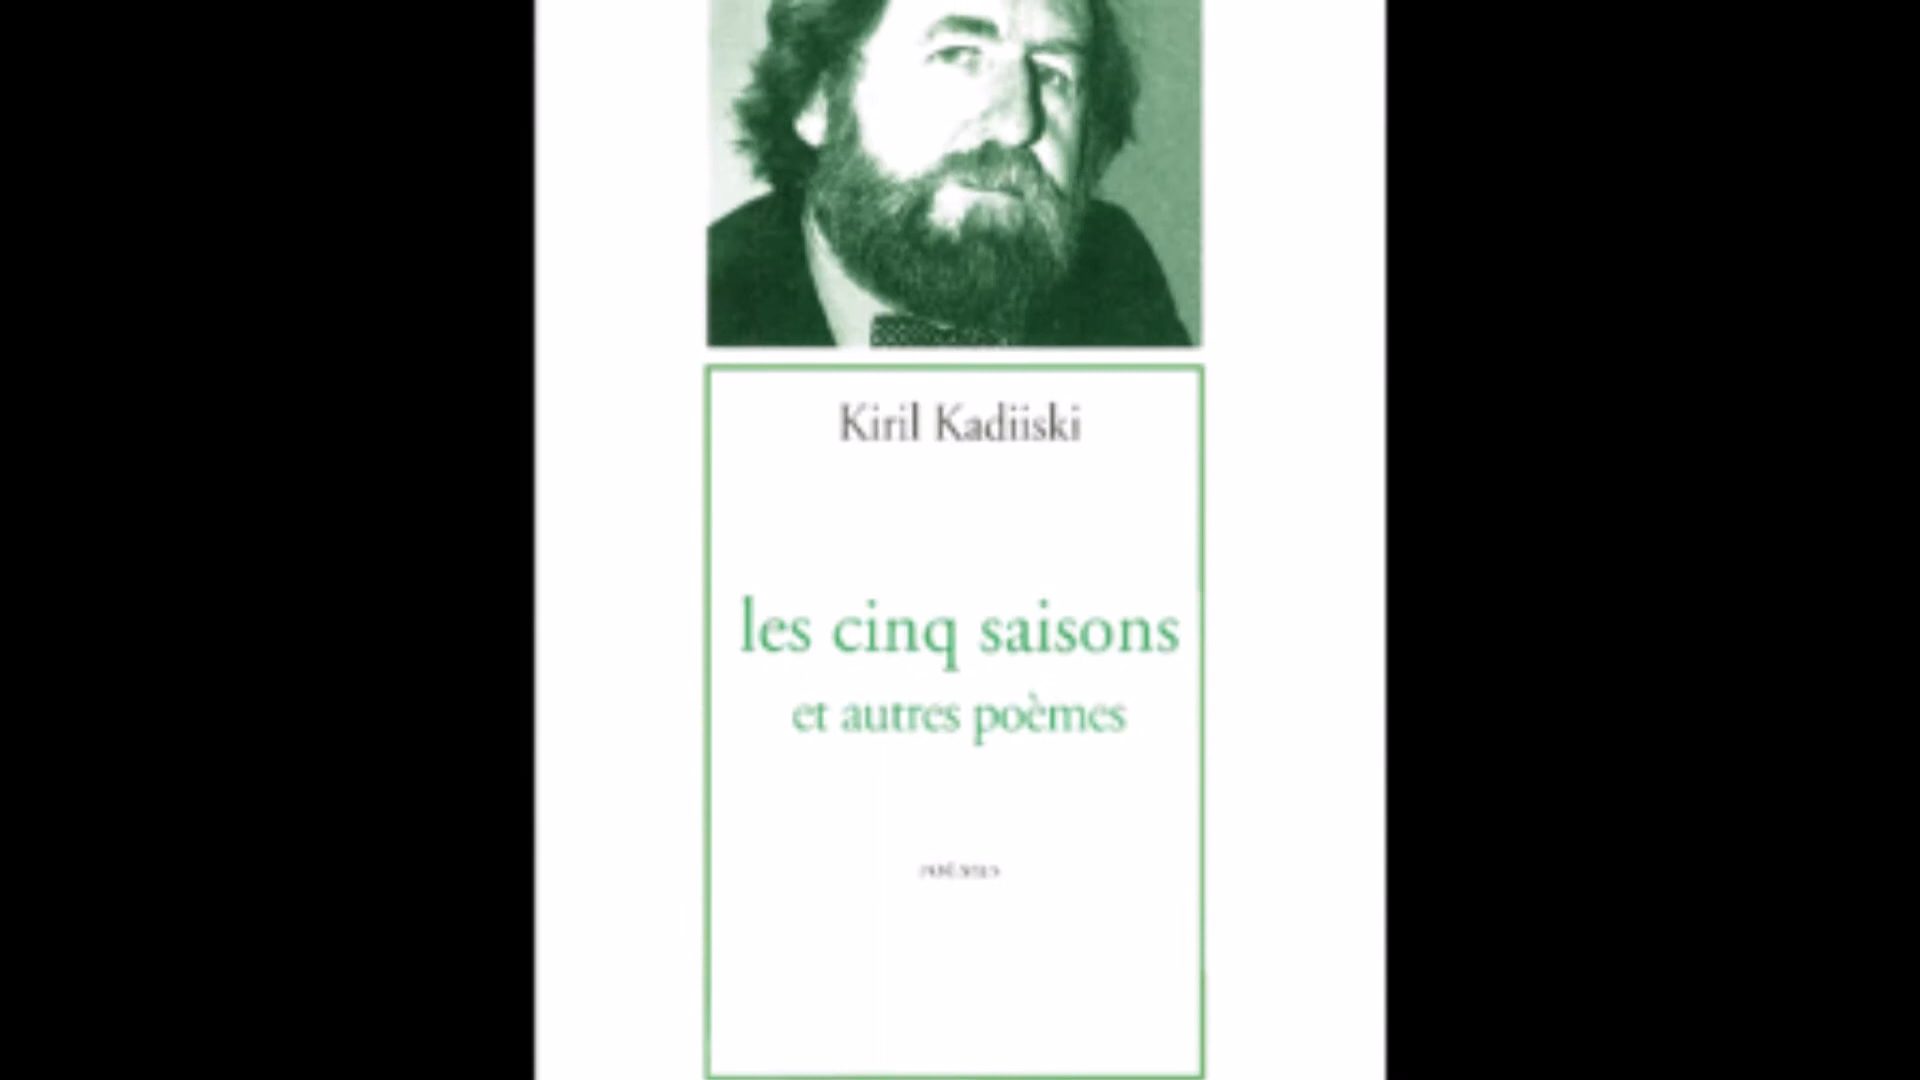 Kiril Kadiiski
les cinq saisons
et autres poèmes